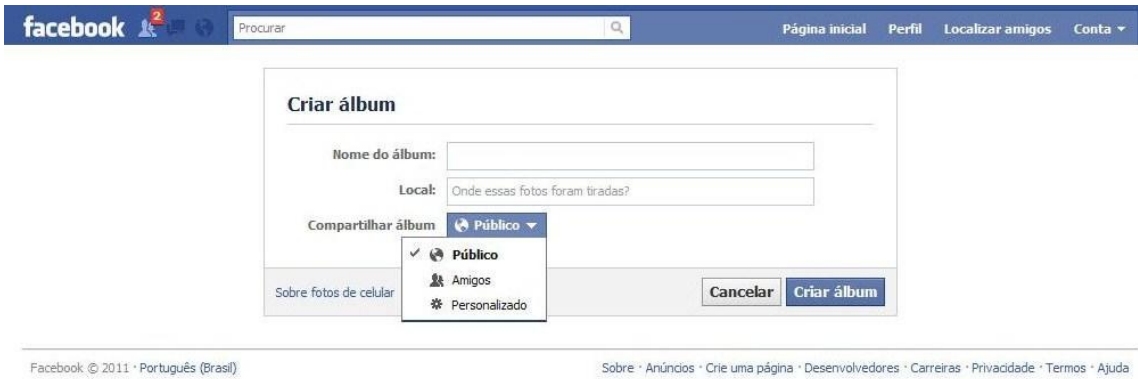 facebook 2 Procurar Página inicial Perfil Localizar amigos Conta
Criar álbum
Nome do álbum:
Local: Onde essas fotos foram tiradas?
Compartilhar álbum Público
Público
Amigos
Personalizado
Sobre fotos de celular Cancelar Criar álbum
Facebook © 2011 · Português (Brasil) Sobre · Anúncios · Crie uma página · Desenvolvedores · Carreiras · Privacidade · Termos · Ajuda